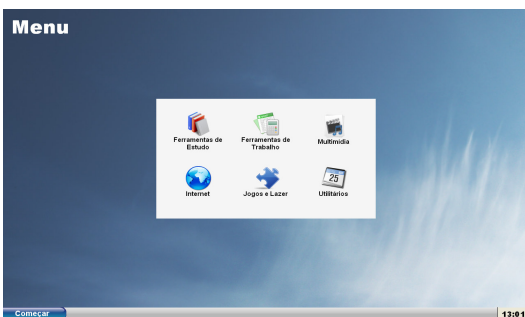 Menu
Ferramentas de
Estudo
Ferramentas de
Trabalho
Multimídia
Internet
Jogos e Lazer
25
Utilitários
Começar
13:01